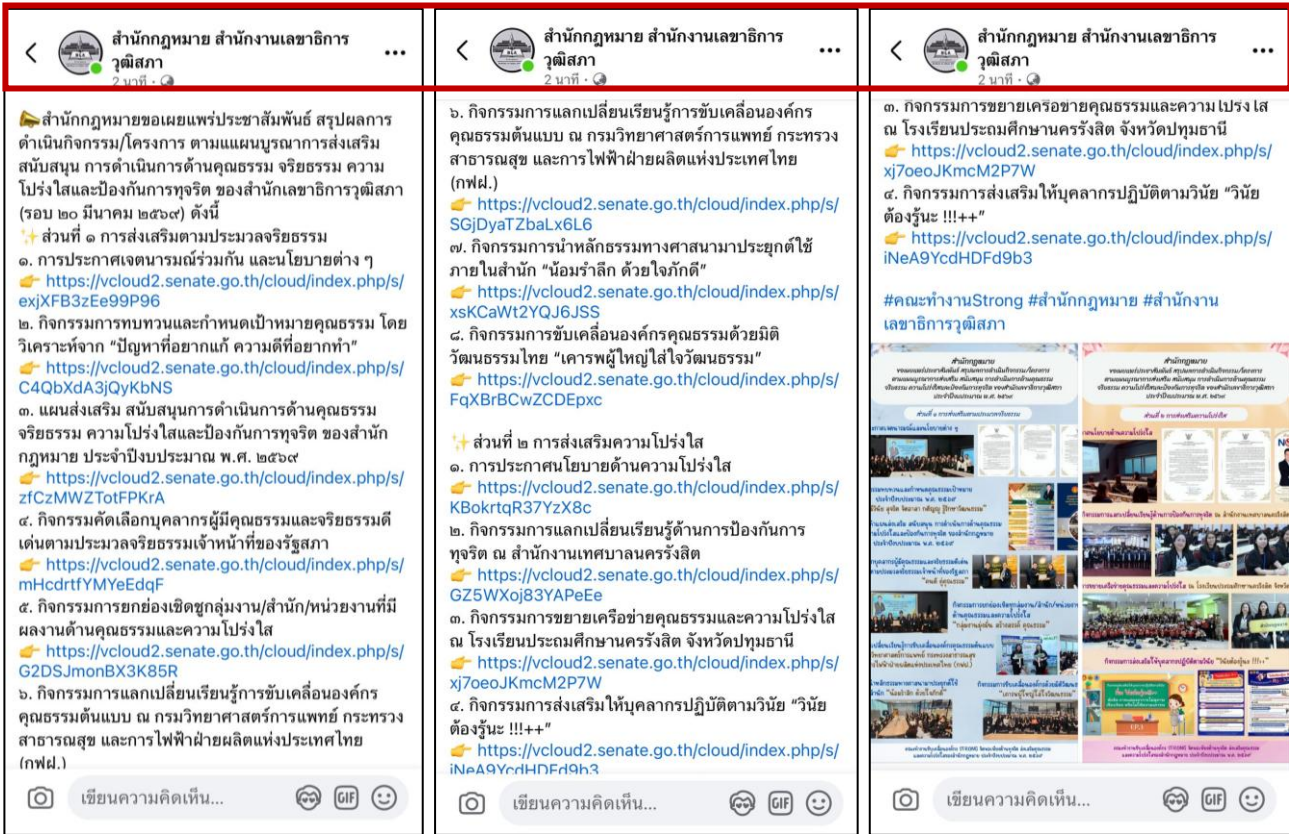 สำนักกฎหมาย สำนักงานเลขาธิการ
วุฒิสภา
2 นาที
📣สำนักกฎหมายขอเผยแพร่ประชาสัมพันธ์ สรุปผลการ
ดำเนินกิจกรรม/โครงการ ตามแผนบูรณาการส่งเสริม
สนับสนุน การดำเนินการด้านคุณธรรม จริยธรรม ความ
โปร่งใสและป้องกันการทุจริต ของสำนักเลขาธิการวุฒิสภา
(รอบ ๒๐ มีนาคม ๒๕๖๙) ดังนี้
✨ส่วนที่ ๑ การส่งเสริมตามประมวลจริยธรรม
๑. การประกาศเจตนารมณ์ร่วมกัน และนโยบายต่าง ๆ
👉 https://vcloud2.senate.go.th/cloud/index.php/s/
exjXFB3zEe99P96
๒. กิจกรรมการทบทวนและกำหนดเป้าหมายคุณธรรม โดย
วิเคราะห์จาก “ปัญหาที่อยากแก้ ความดีที่อยากทำ”
👉 https://vcloud2.senate.go.th/cloud/index.php/s/
C4QbXdA3jQyKbNS
๓. แผนส่งเสริม สนับสนุนการดำเนินการด้านคุณธรรม
จริยธรรม ความโปร่งใสและป้องกันการทุจริต ของสำนัก
กฎหมาย ประจำปีงบประมาณ พ.ศ. ๒๕๖๙
👉 https://vcloud2.senate.go.th/cloud/index.php/s/
zfCzMWZTotFPKrA
๔. กิจกรรมคัดเลือกบุคลากรผู้มีคุณธรรมและจริยธรรมดี
เด่นตามประมวลจริยธรรมเจ้าหน้าที่ของรัฐสภา
👉 https://vcloud2.senate.go.th/cloud/index.php/s/
mHcdrtfYMYeEdqF
๕. กิจกรรมการยกย่องเชิดชูกลุ่มงาน/สำนัก/หน่วยงานที่มี
ผลงานด้านคุณธรรมและความโปร่งใส
👉 https://vcloud2.senate.go.th/cloud/index.php/s/
G2DSJmonBX3K85R
๖. กิจกรรมการแลกเปลี่ยนเรียนรู้การขับเคลื่อนองค์กร
คุณธรรมต้นแบบ ณ กรมวิทยาศาสตร์การแพทย์ กระทรวง
สาธารณสุข และการไฟฟ้าฝ่ายผลิตแห่งประเทศไทย
(กฟผ.)
เขียนความคิดเห็น...
GIF
สำนักกฎหมาย สำนักงานเลขาธิการ
วุฒิสภา
2 นาที
๖. กิจกรรมการแลกเปลี่ยนเรียนรู้การขับเคลื่อนองค์กร
คุณธรรมต้นแบบ ณ กรมวิทยาศาสตร์การแพทย์ กระทรวง
สาธารณสุข และการไฟฟ้าฝ่ายผลิตแห่งประเทศไทย
(กฟผ.)
👉 https://vcloud2.senate.go.th/cloud/index.php/s/
SGjDyaTZbaLx6L6
๗. กิจกรรมการนำหลักธรรมทางศาสนามาประยุกต์ใช้
ภายในสำนัก “น้อมรำลึก ด้วยใจภักดี”
👉 https://vcloud2.senate.go.th/cloud/index.php/s/
xsKCaWt2YQJ6JSS
๘. กิจกรรมการขับเคลื่อนองค์กรคุณธรรมด้วยมิติ
วัฒนธรรมไทย “เคารพผู้ใหญ่ใส่ใจวัฒนธรรม”
👉 https://vcloud2.senate.go.th/cloud/index.php/s/
FqXBrBCwZCDEpxc
✨ส่วนที่ ๒ การส่งเสริมความโปร่งใส
๑. การประกาศนโยบายด้านความโปร่งใส
👉 https://vcloud2.senate.go.th/cloud/index.php/s/
KBokrtqR37YzX8c
๒. กิจกรรมการแลกเปลี่ยนเรียนรู้ด้านการป้องกันการ
ทุจริต ณ สำนักงานเทศบาลนครรังสิต
👉 https://vcloud2.senate.go.th/cloud/index.php/s/
GZ5WXoj83YAPeEe
๓. กิจกรรมการขยายเครือข่ายคุณธรรมและความโปร่งใส
ณ โรงเรียนประถมศึกษานครรังสิต จังหวัดปทุมธานี
👉 https://vcloud2.senate.go.th/cloud/index.php/s/
xj7oeoJKmcM2P7W
๔. กิจกรรมการส่งเสริมให้บุคลากรปฏิบัติตามวินัย “วินัย
ต้องรู้นะ !!!++”
👉 https://vcloud2.senate.go.th/cloud/index.php/s/
iNeA9YcdHDFd9b3
เขียนความคิดเห็น...
GIF
สำนักกฎหมาย สำนักงานเลขาธิการ
วุฒิสภา
2 นาที
๓. กิจกรรมการขยายเครือข่ายคุณธรรมและความโปร่งใส
ณ โรงเรียนประถมศึกษานครรังสิต จังหวัดปทุมธานี
👉 https://vcloud2.senate.go.th/cloud/index.php/s/
xj7oeoJKmcM2P7W
๔. กิจกรรมการส่งเสริมให้บุคลากรปฏิบัติตามวินัย “วินัย
ต้องรู้นะ !!!++”
👉 https://vcloud2.senate.go.th/cloud/index.php/s/
iNeA9YcdHDFd9b3
#คณะทำงานStrong #สำนักกฎหมาย #สำนักงาน
เลขาธิการวุฒิสภา
สำนักกฎหมาย
ส่วนที่ ๑ การส่งเสริมตามประมวลจริยธรรม
สำนักกฎหมาย
ส่วนที่ ๒ การส่งเสริมความโปร่งใส
เขียนความคิดเห็น...
GIF